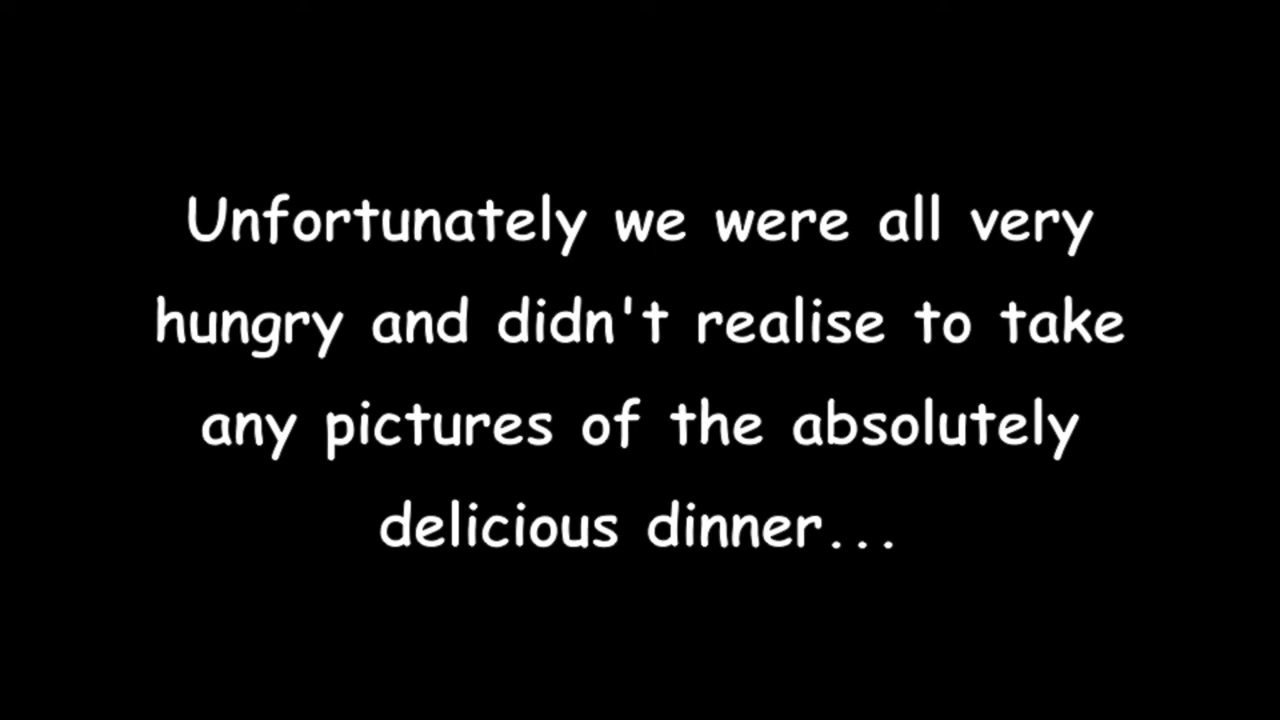 Unfortunately we were all very
hungry and didn't realise to take
any pictures of the absolutely
delicious dinner...